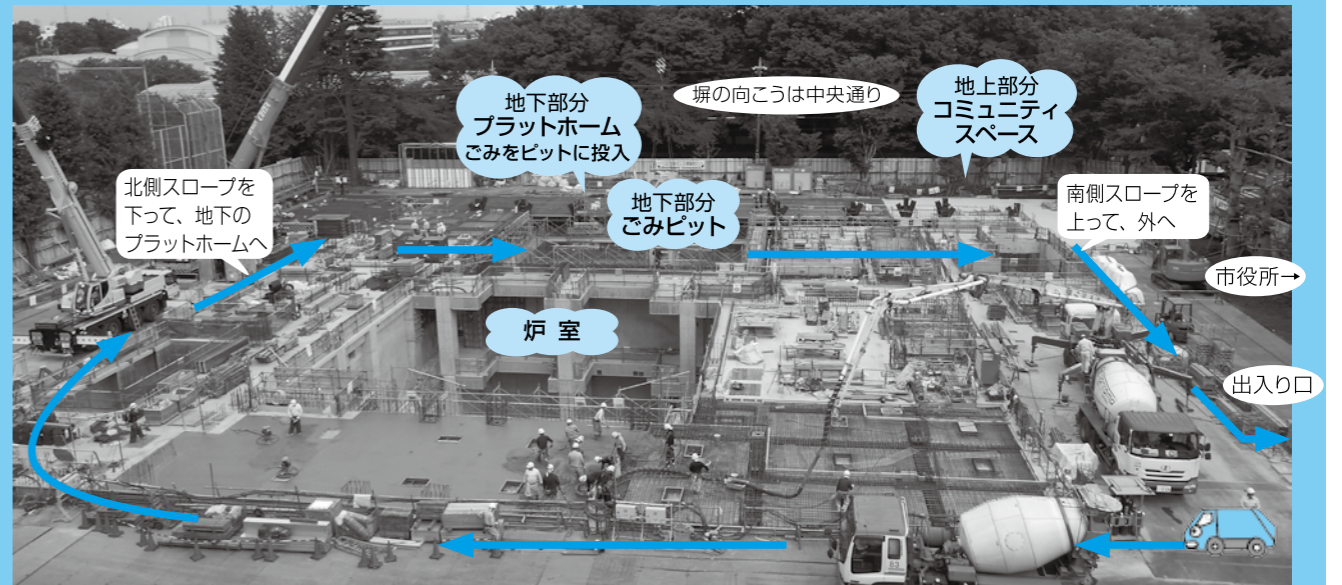 地下部分
プラットホーム
ごみをピットに投入
塀の向こうは中央通り
地上部分
コミュニティ
スペース
北側スロープを
下って、地下の
プラットホームへ
地下部分
ごみピット
南側スロープを
上って、外へ
市役所→
炉室
出入り口